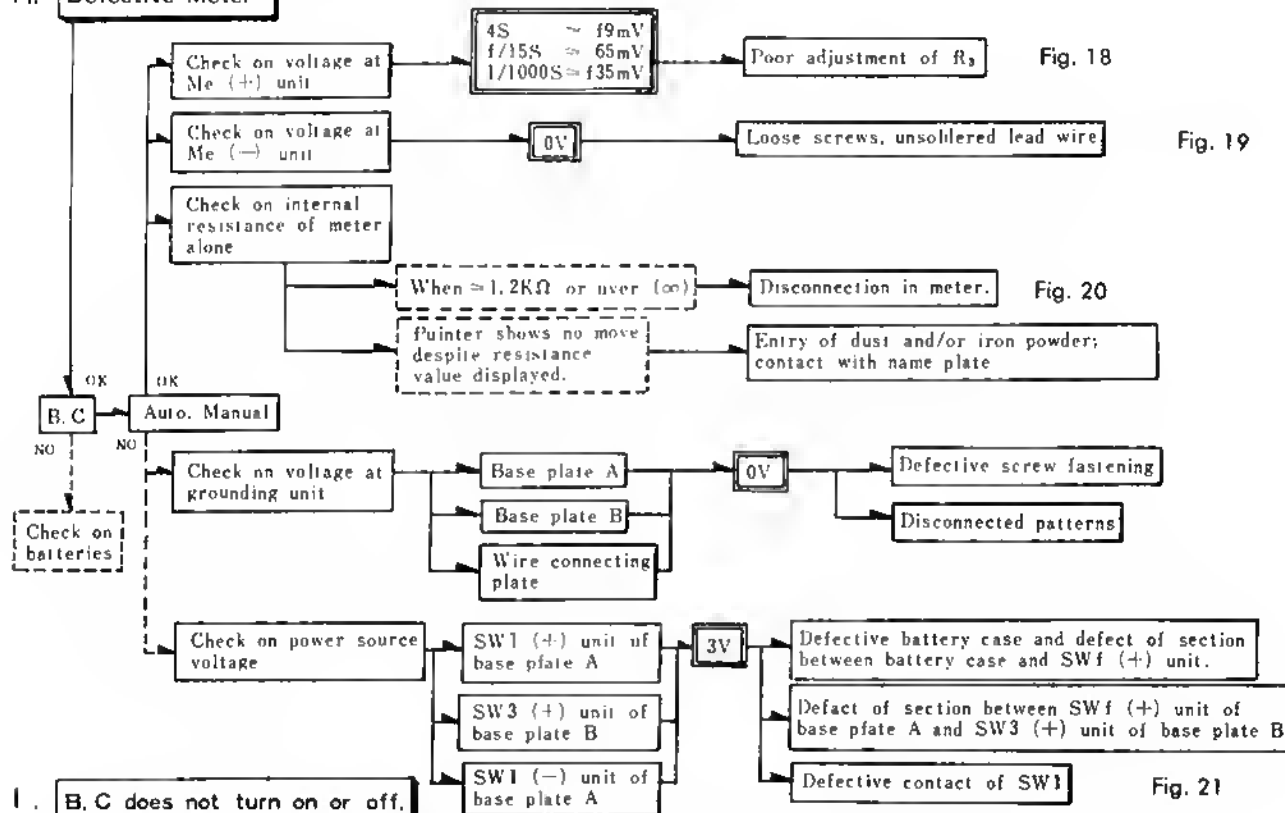 Defective Meter
Check on voltage at
Me (+) unit
4S ≃ f9mV
f/15S ≃ 65mV
1/1000S ≃ f35mV
Poor adjustment of R3
Fig. 18
Check on voltage at
Me (−) unit
0V
Loose screws, unsoldered lead wire
Fig. 19
Check on internal
resistance of meter
alone
When ≃ 1.2KΩ or over (∞)
Disconnection in meter.
Fig. 20
Pointer shows no move
despite resistance
value displayed.
Entry of dust and/or iron powder;
contact with name plate
OK
OK
B.C
Auto. Manual
NO
NO
Check on
batteries
Check on voltage at
grounding unit
Base plate A
Base plate B
Wire connecting
plate
0V
Defective screw fastening
Disconnected patterns
Check on power source
voltage
SW1 (+) unit of
base pfate A
SW3 (+) unit of
base plate B
SW1 (−) unit of
base plate A
3V
Defective battery case and defect of section
between battery case and SWf (+) unit.
Defact of section between SWf (+) unit of
base pfate A and SW3 (+) unit of base plate B
Defective contact of SW1
Fig. 21
I. B.C does not turn on or off.